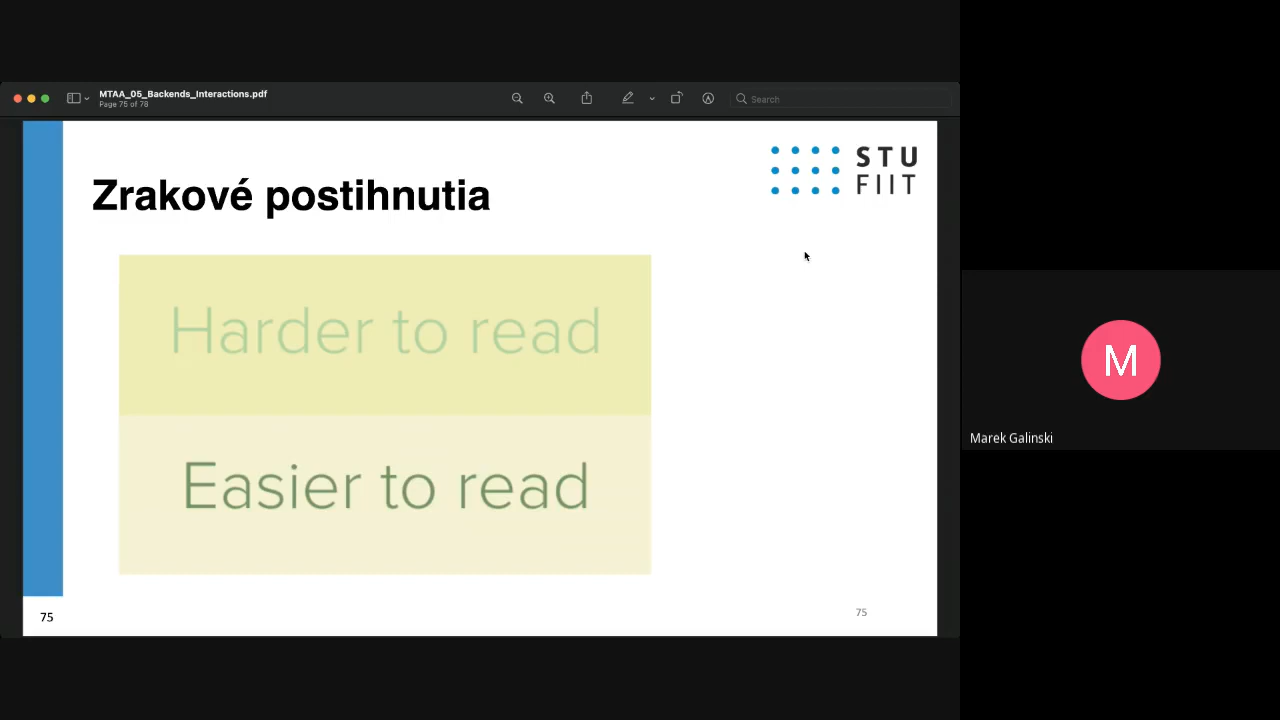 MTAA_05_Backends_Interactions.pdf
Page 75 of 78
Search
STU
FIIT
Zrakové postihnutia
Harder to read
Easier to read
75
75
M
Marek Galinski